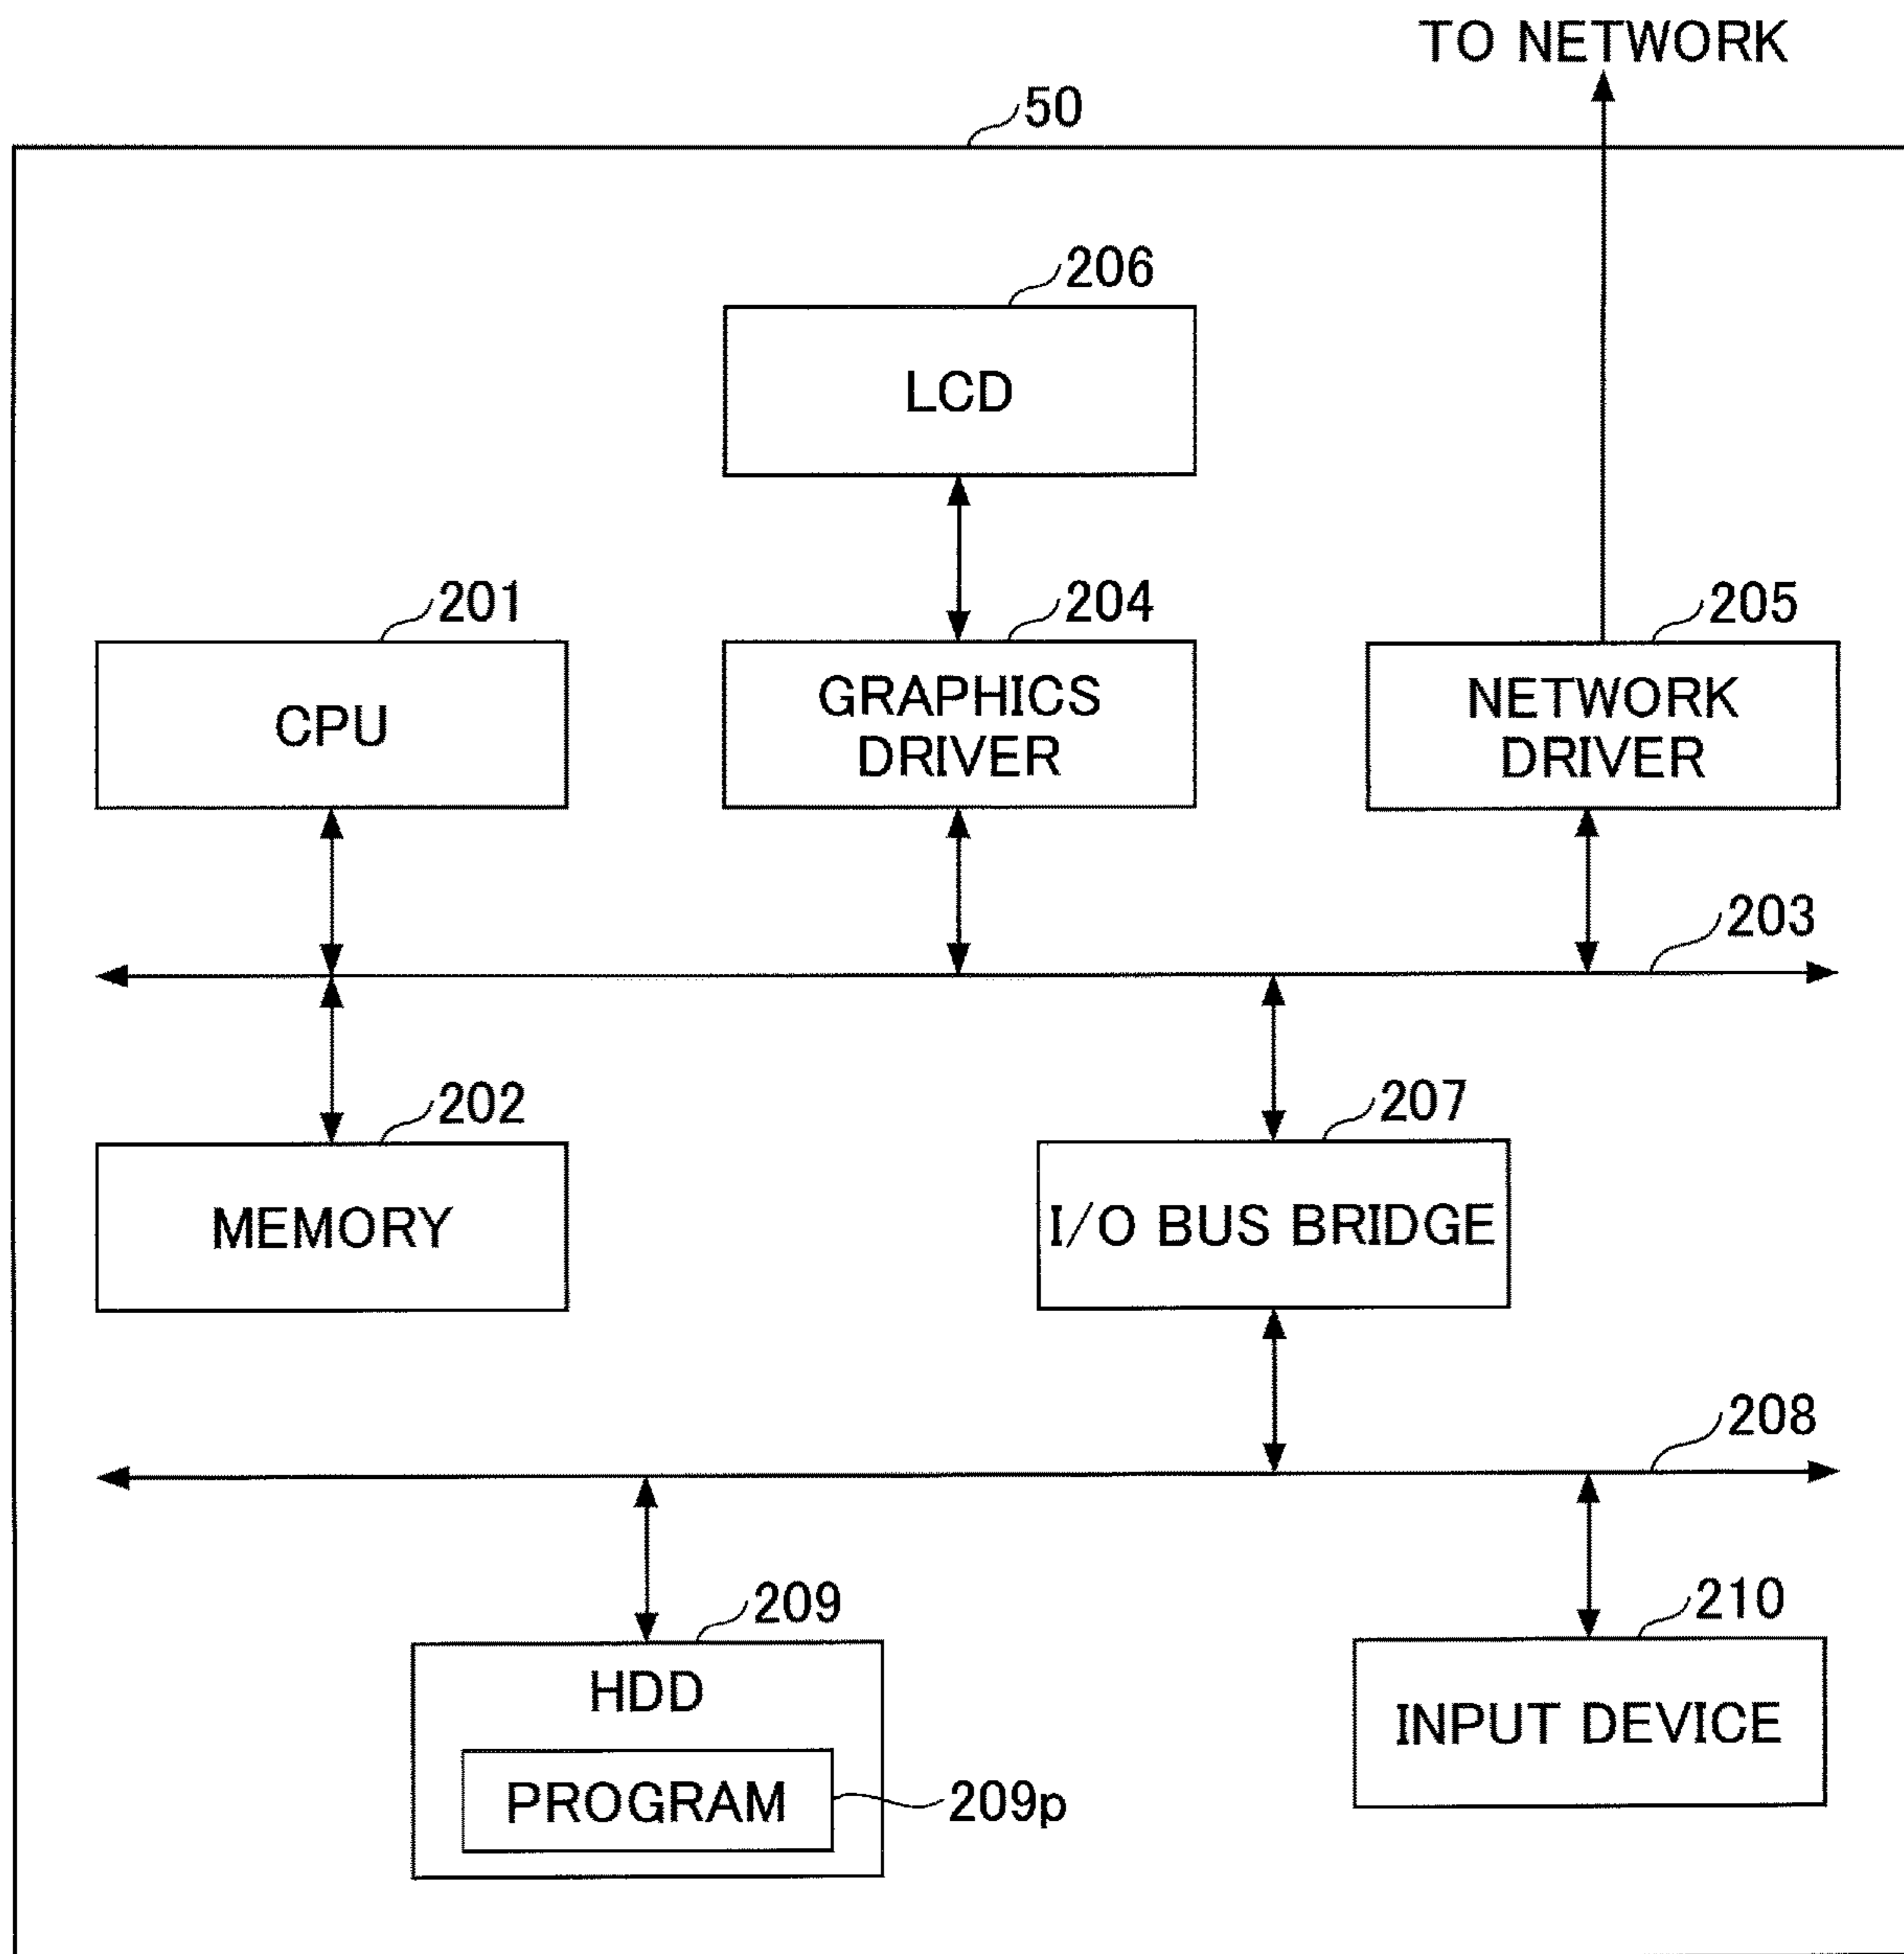 TO NETWORK
50
206
LCD
201
204
205
CPU
GRAPHICS
DRIVER
NETWORK
DRIVER
203
202
207
MEMORY
I/O BUS BRIDGE
208
209
210
HDD
INPUT DEVICE
PROGRAM
209p